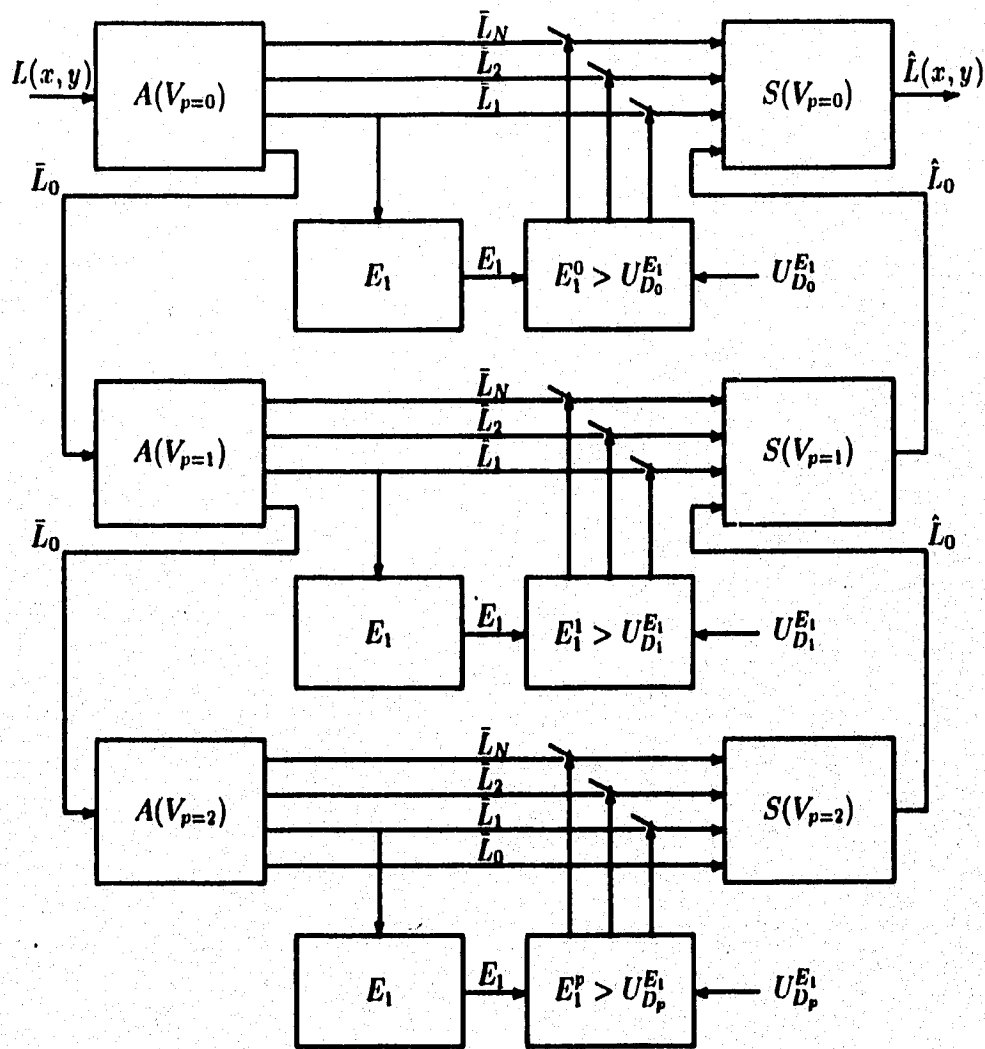 L̄_N
L(x, y)
A(V_{p=0})
L̄_2
S(V_{p=0})
L̂(x, y)
L̄_1
L̄_0
L̂_0
E_1
E_1
E_1^0 > U_{D_0}^{E_1}
U_{D_0}^{E_1}
L̄_N
L̄_2
A(V_{p=1})
L̄_1
S(V_{p=1})
L̄_0
L̂_0
E_1
E_1
E_1^1 > U_{D_1}^{E_1}
U_{D_1}^{E_1}
L̄_N
L̄_2
A(V_{p=2})
L̄_1
S(V_{p=2})
L̄_0
E_1
E_1
E_1^p > U_{D_p}^{E_1}
U_{D_p}^{E_1}